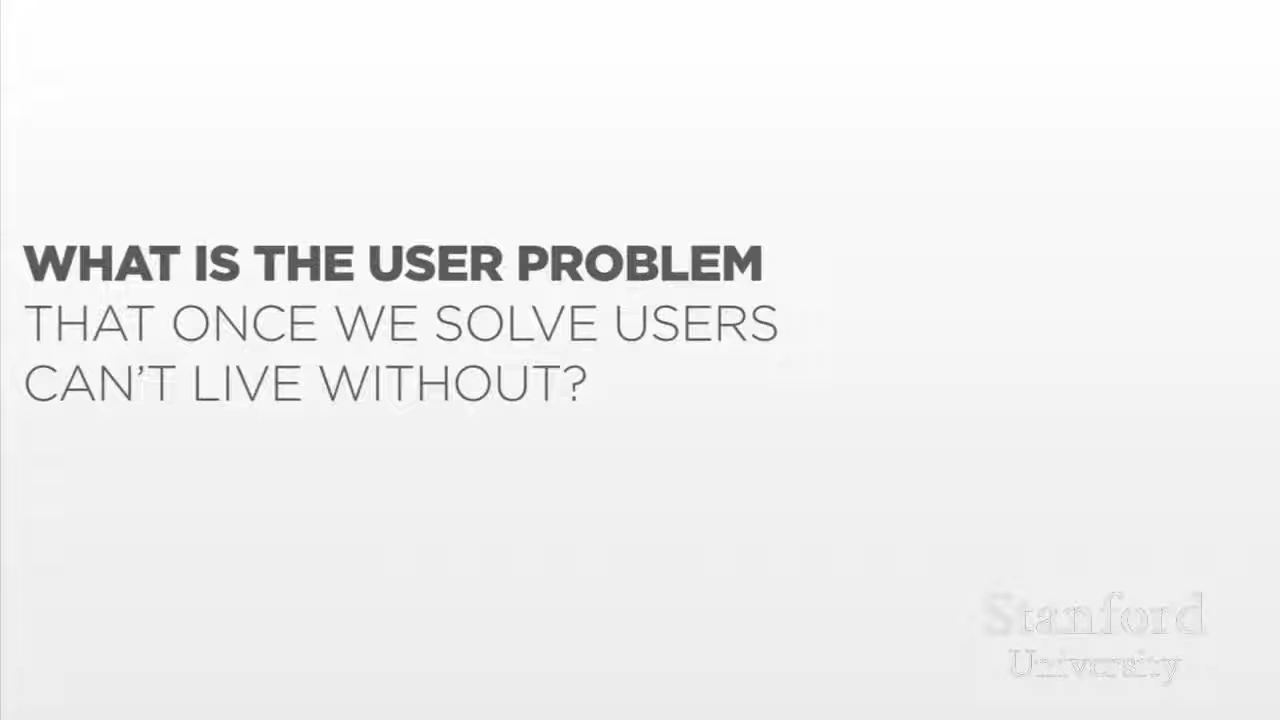 WHAT IS THE USER PROBLEM
THAT ONCE WE SOLVE USERS
CAN'T LIVE WITHOUT?
Stanford
University